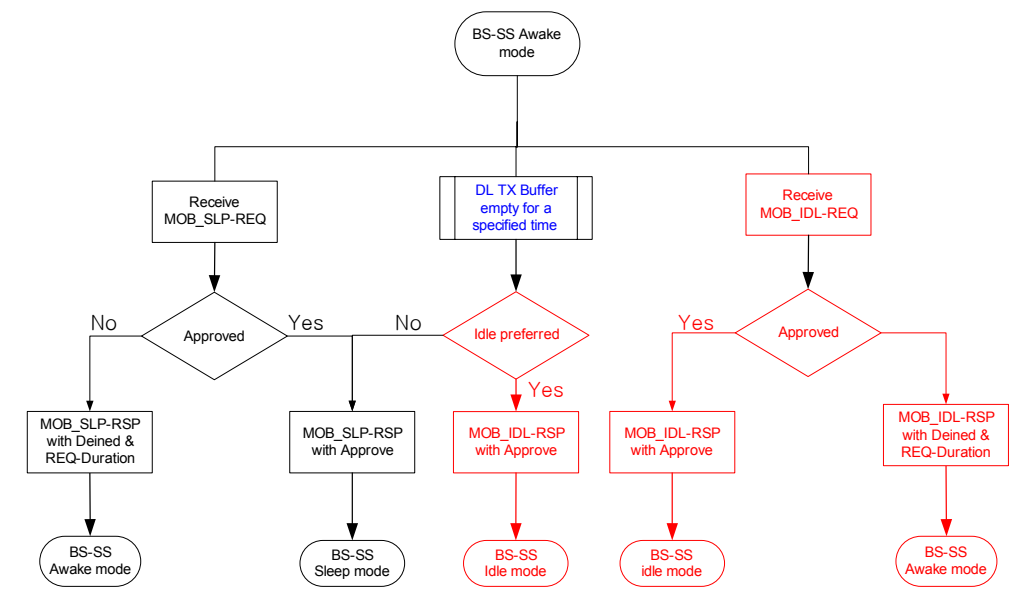 BS-SS Awake
mode
Receive
MOB_SLP-REQ
DL TX Buffer
empty for a
specified time
Receive
MOB_IDL-REQ
No
Approved
Yes
No
Idle preferred
Yes
Yes
Approved
MOB_SLP-RSP
with Deined &
REQ-Duration
MOB_SLP-RSP
with Approve
MOB_IDL-RSP
with Approve
MOB_IDL-RSP
with Approve
MOB_IDL-RSP
with Deined &
REQ-Duration
BS-SS
Awake mode
BS-SS
Sleep mode
BS-SS
Idle mode
BS-SS
idle mode
BS-SS
Awake mode